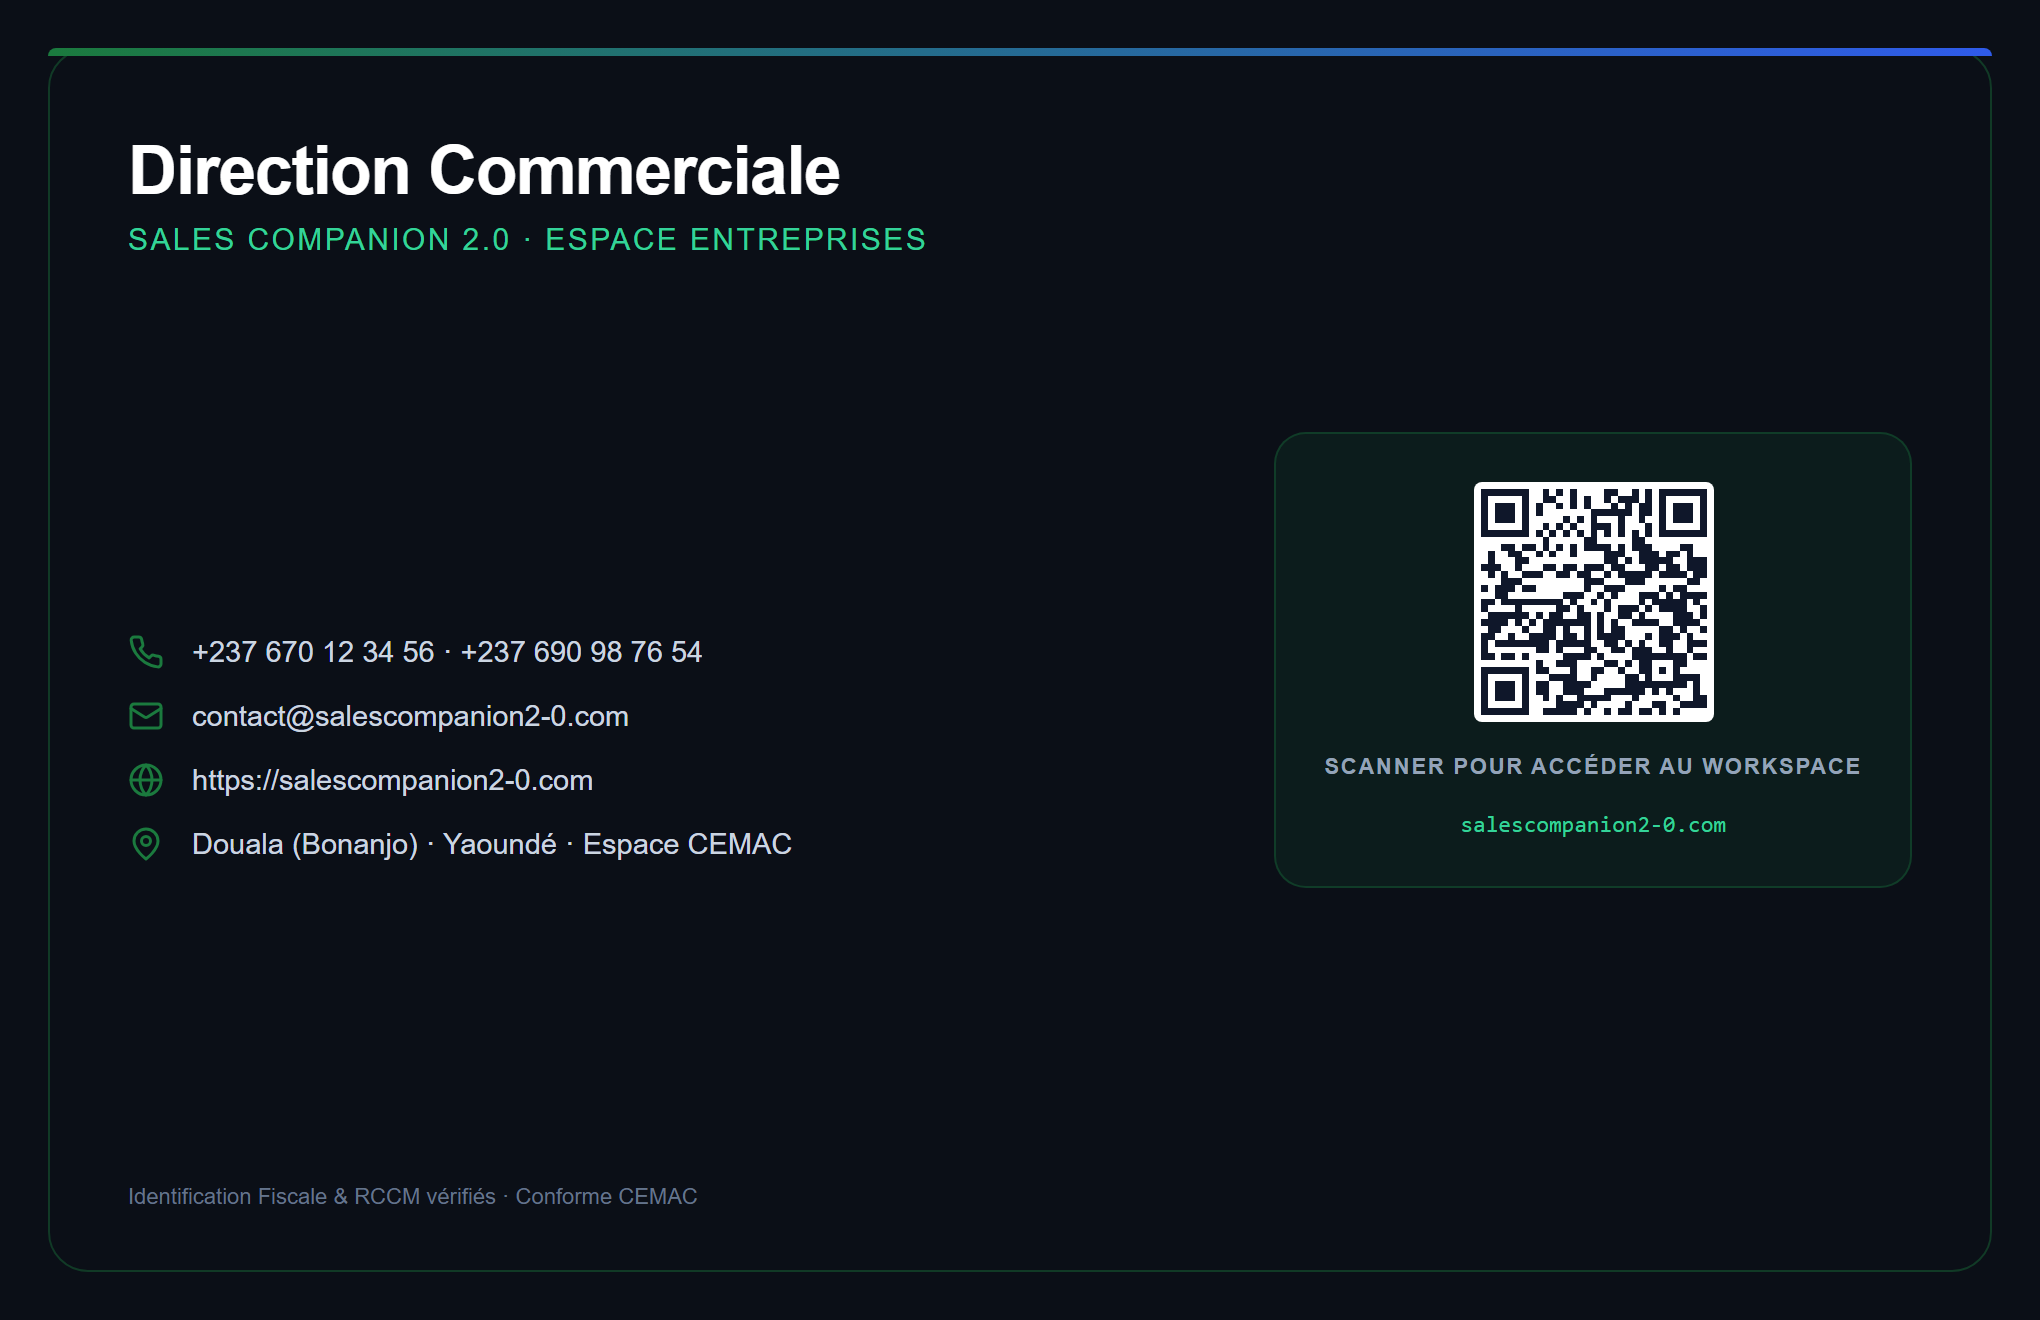 Direction Commerciale
SALES COMPANION 2.0 · ESPACE ENTREPRISES
+237 670 12 34 56 · +237 690 98 76 54
contact@salescompanion2-0.com
https://salescompanion2-0.com
Douala (Bonanjo) · Yaoundé · Espace CEMAC
SCANNER POUR ACCÉDER AU WORKSPACE
salescompanion2-0.com
Identification Fiscale & RCCM vérifiés · Conforme CEMAC